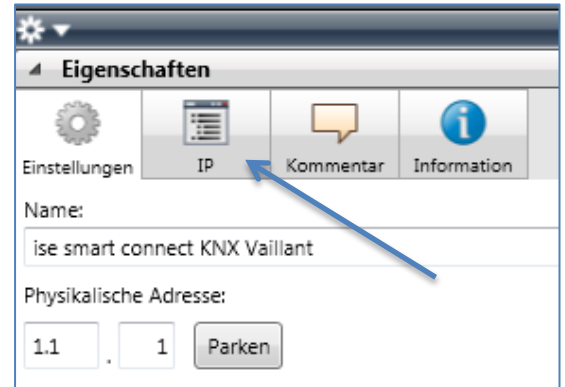 Eigenschaften
Einstellungen IP Kommentar Information
Name:
ise smart connect KNX Vaillant
Physikalische Adresse:
1.1 . 1 Parken